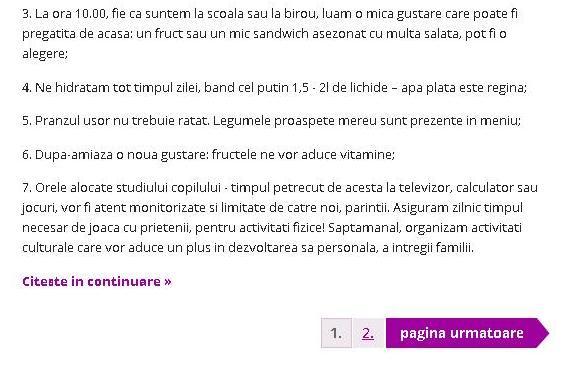 3. La ora 10.00, fie ca suntem la scoala sau la birou, luam o mica gustare care poate fi
pregatita de acasa: un fruct sau un mic sandwich asezonat cu multa salata, pot fi o
alegere;
4. Ne hidratam tot timpul zilei, band cel putin 1,5 - 2l de lichide – apa plata este regina;
5. Pranzul usor nu trebuie ratat. Legumele proaspete mereu sunt prezente in meniu;
6. Dupa-amiaza o noua gustare: fructele ne vor aduce vitamine;
7. Orele alocate studiului copilului - timpul petrecut de acesta la televizor, calculator sau
jocuri, vor fi atent monitorizate si limitate de catre noi, parintii. Asiguram zilnic timpul
necesar de joaca cu prietenii, pentru activitati fizice! Saptamanal, organizam activitati
culturale care vor aduce un plus in dezvoltarea sa personala, a intregii familii.
Citeste in continuare »
1. 2. pagina urmatoare